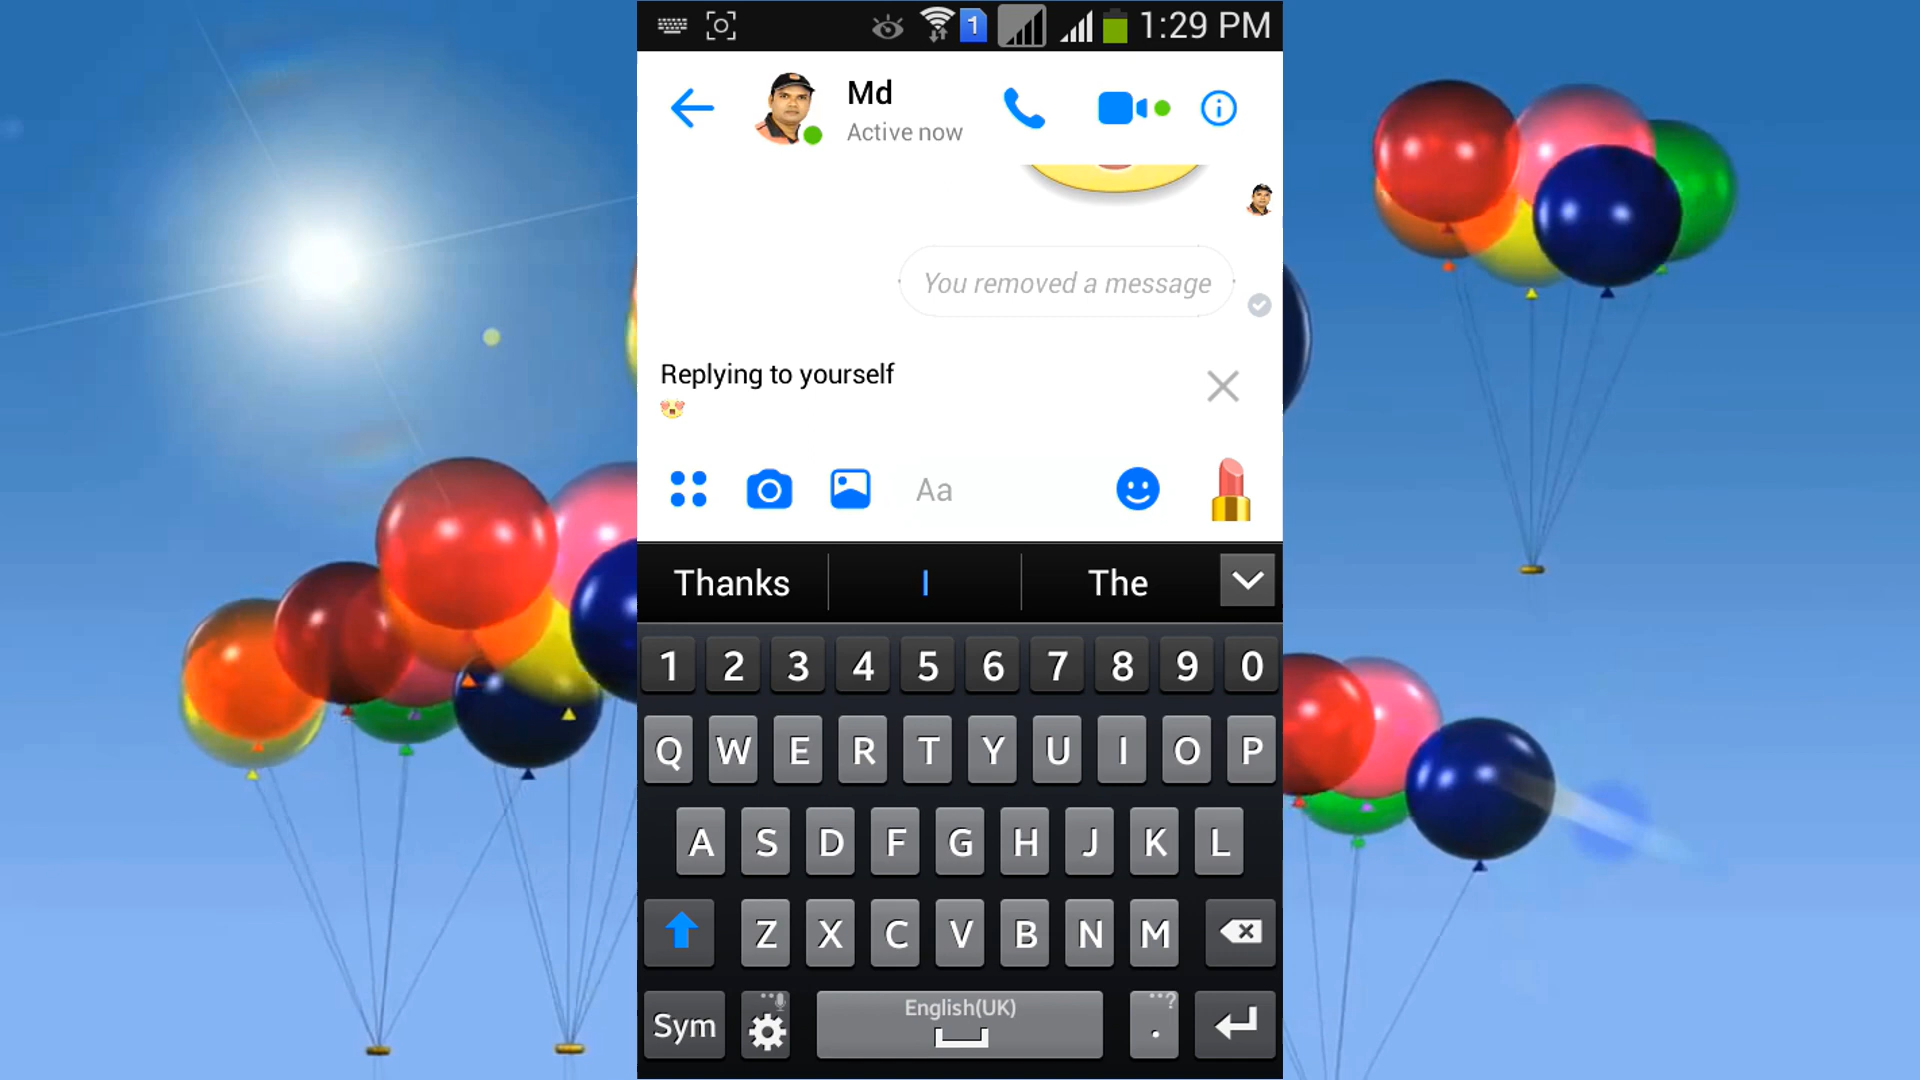 1 1:29 PM
Md
Active now
You removed a message
Replying to yourself
Aa
Thanks I The
1 2 3 4 5 6 7 8 9 0
Q W E R T Y U I O P
A S D F G H J K L
Z X C V B N M
Sym English(UK) . ...?